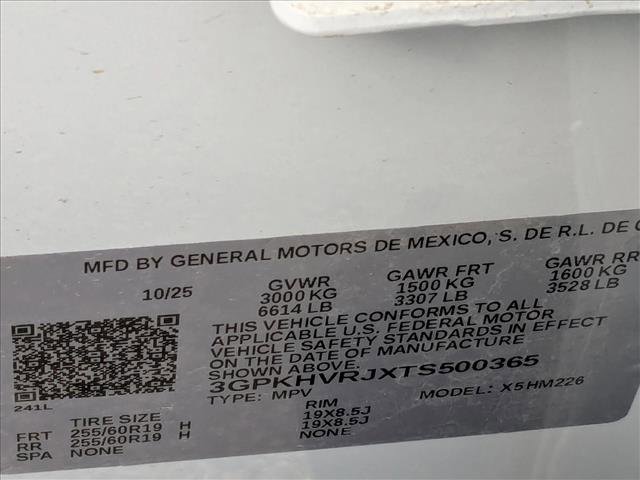 MFD BY GENERAL MOTORS DE MEXICO, S. DE R.L. DE C
10/25 GVWR GAWR FRT GAWR RR
3000 KG 1500 KG 1600 KG
6614 LB 3307 LB 3528 LB
THIS VEHICLE CONFORMS TO ALL
APPLICABLE U.S. FEDERAL MOTOR
VEHICLE SAFETY STANDARDS IN EFFECT
ON THE DATE OF MANUFACTURE
SHOWN ABOVE.
3GPKHVRJXTS500365
TYPE: MPV MODEL: X5HM226
241L
TIRE SIZE RIM
FRT 255/60R19 H 19X8.5J
RR 255/60R19 H 19X8.5J
SPA NONE NONE